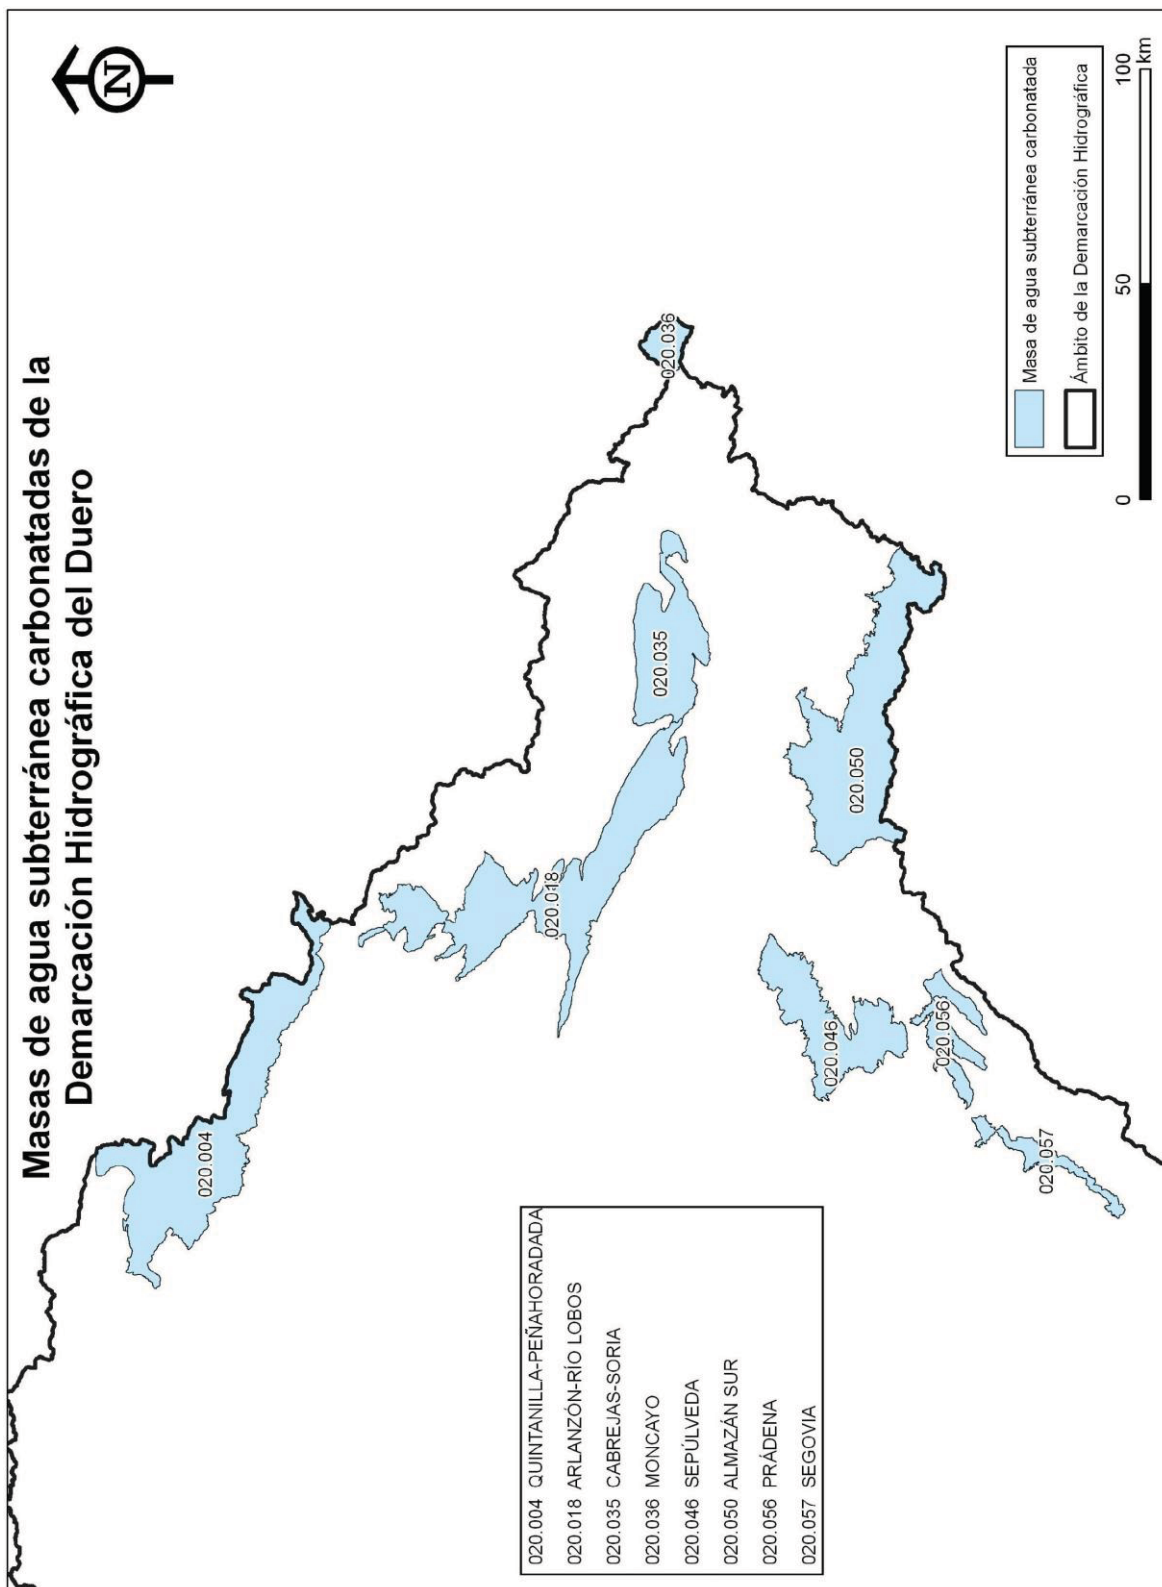 Masas de agua subterránea carbonatadas de la
Demarcación Hidrográfica del Duero
N
020.004
020.018
020.035
020.036
020.046
020.050
020.056
020.057
020.004 QUINTANILLA-PEÑAHORADADA
020.018 ARLANZÓN-RÍO LOBOS
020.035 CABREJAS-SORIA
020.036 MONCAYO
020.046 SEPÚLVEDA
020.050 ALMAZÁN SUR
020.056 PRÁDENA
020.057 SEGOVIA
Masa de agua subterránea carbonatada
Ámbito de la Demarcación Hidrográfica
0 50 100
km